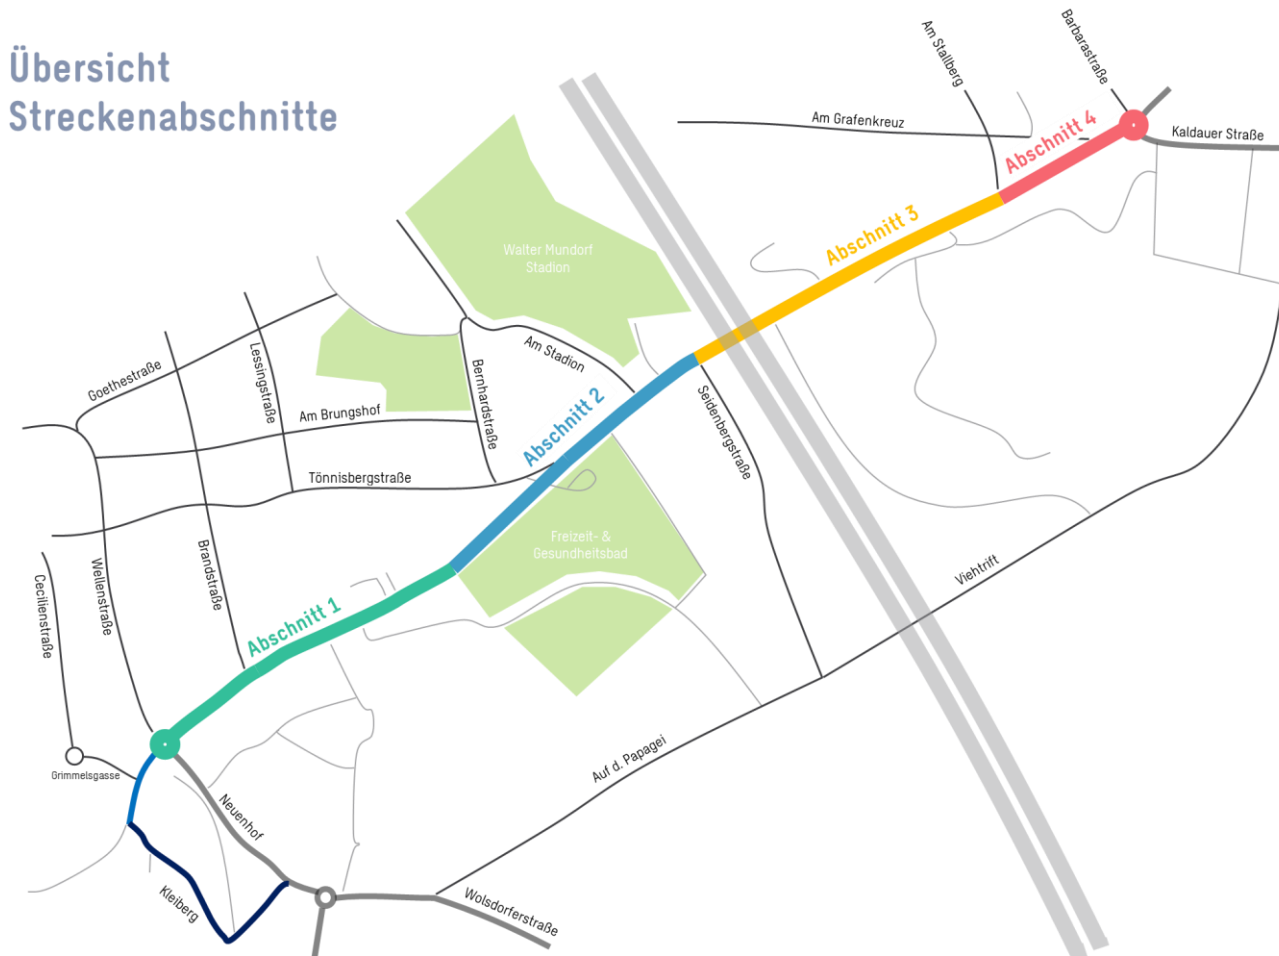 Übersicht
Streckenabschnitte
Barbarastraße
Am Stallberg
Am Grafenkreuz
Abschnitt 4
Kaldauer Straße
Abschnitt 3
Walter Mundorf
Stadion
Am Stadion
Goethestraße
Lessingstraße
Bernhardstraße
Am Brungshof
Abschnitt 2
Seidenbergstraße
Tönnisbergstraße
Freizeit- &
Gesundheitsbad
Viehtrift
Cecilienstraße
Wellenstraße
Brandstraße
Abschnitt 1
Auf d. Papagei
Grimmelsgasse
Neuenhof
Kleiberg
Wolsdorferstraße